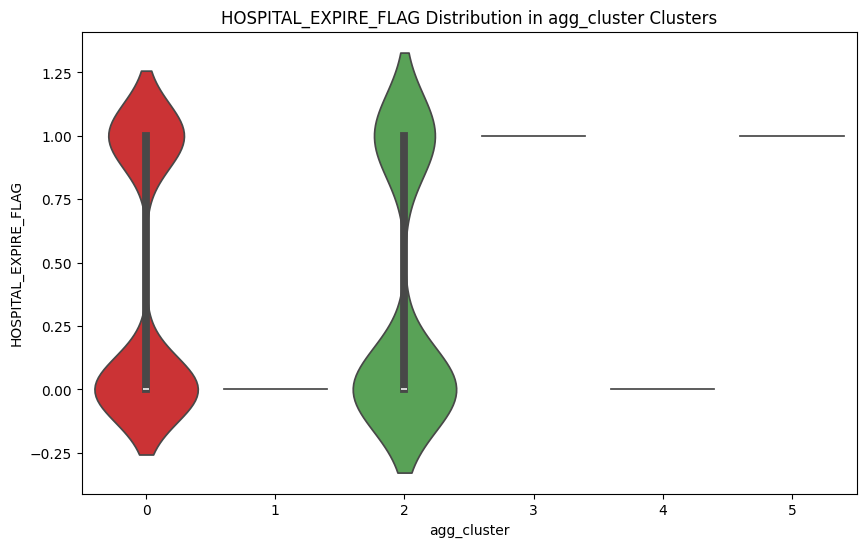 HOSPITAL_EXPIRE_FLAG Distribution in agg_cluster Clusters
HOSPITAL_EXPIRE_FLAG
1.25
1.00
0.75
0.50
0.25
0.00
−0.25
0 1 2 3 4 5
agg_cluster